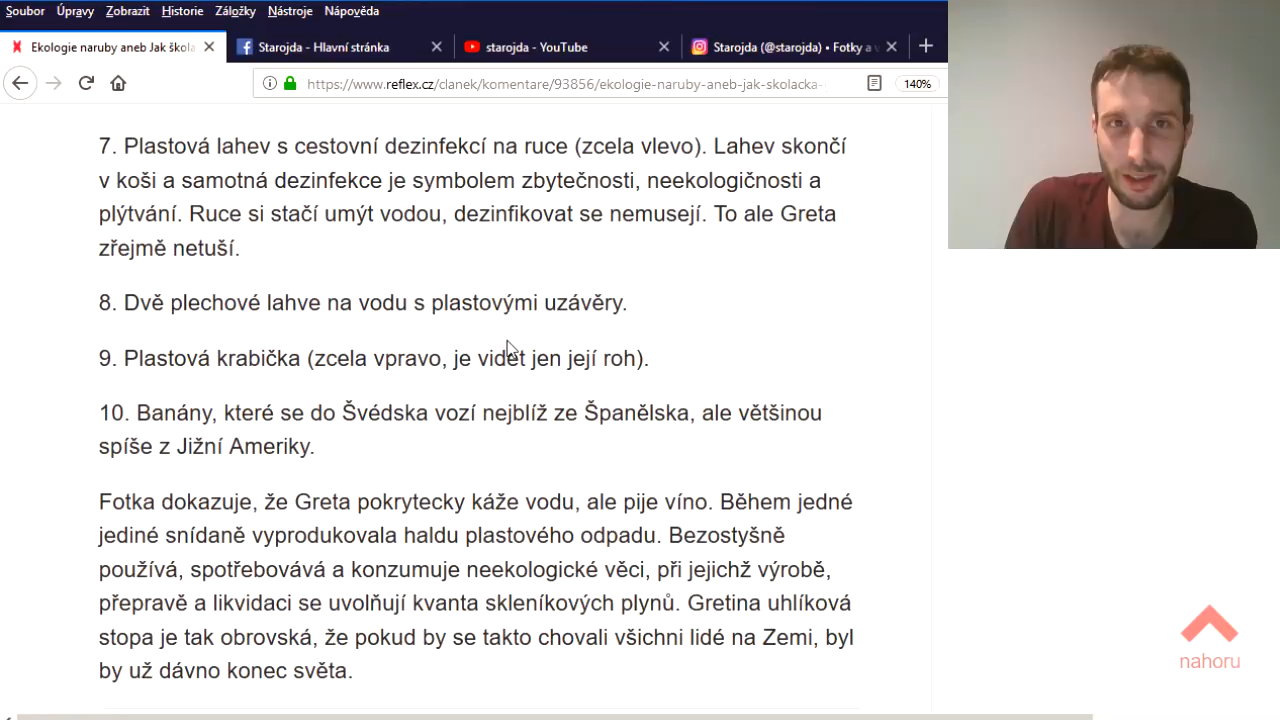 Soubor Úpravy Zobrazit Historie Záložky Nástroje Nápověda
Ekologie naruby aneb Jak škola
Starojda - Hlavní stránka
starojda - YouTube
Starojda (@starojda) • Fotky a v
https://www.reflex.cz/clanek/komentare/93856/ekologie-naruby-aneb-jak-skolacka-
140%
7. Plastová lahev s cestovní dezinfekcí na ruce (zcela vlevo). Lahev skončí
v koši a samotná dezinfekce je symbolem zbytečnosti, neekologičnosti a
plýtvání. Ruce si stačí umýt vodou, dezinfikovat se nemusejí. To ale Greta
zřejmě netuší.
8. Dvě plechové lahve na vodu s plastovými uzávěry.
9. Plastová krabička (zcela vpravo, je vidět jen její roh).
10. Banány, které se do Švédska vozí nejblíž ze Španělska, ale většinou
spíše z Jižní Ameriky.
Fotka dokazuje, že Greta pokrytecky káže vodu, ale pije víno. Během jedné
jediné snídaně vyprodukovala haldu plastového odpadu. Bezostyšně
používá, spotřebovává a konzumuje neekologické věci, při jejichž výrobě,
přepravě a likvidaci se uvolňují kvanta skleníkových plynů. Gretina uhlíková
stopa je tak obrovská, že pokud by se takto chovali všichni lidé na Zemi, byl
by už dávno konec světa.
nahoru